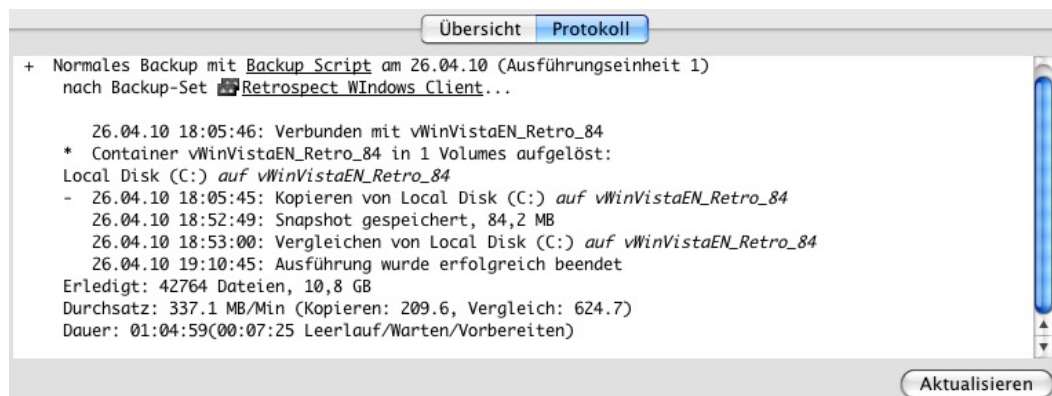 Übersicht Protokoll
+ Normales Backup mit Backup Script am 26.04.10 (Ausführungseinheit 1)
nach Backup-Set Retrospect WIndows Client...
26.04.10 18:05:46: Verbunden mit vWinVistaEN_Retro_84
* Container vWinVistaEN_Retro_84 in 1 Volumes aufgelöst:
Local Disk (C:) auf vWinVistaEN_Retro_84
- 26.04.10 18:05:45: Kopieren von Local Disk (C:) auf vWinVistaEN_Retro_84
26.04.10 18:52:49: Snapshot gespeichert, 84,2 MB
26.04.10 18:53:00: Vergleichen von Local Disk (C:) auf vWinVistaEN_Retro_84
26.04.10 19:10:45: Ausführung wurde erfolgreich beendet
Erledigt: 42764 Dateien, 10,8 GB
Durchsatz: 337.1 MB/Min (Kopieren: 209.6, Vergleich: 624.7)
Dauer: 01:04:59(00:07:25 Leerlauf/Warten/Vorbereiten)
Aktualisieren